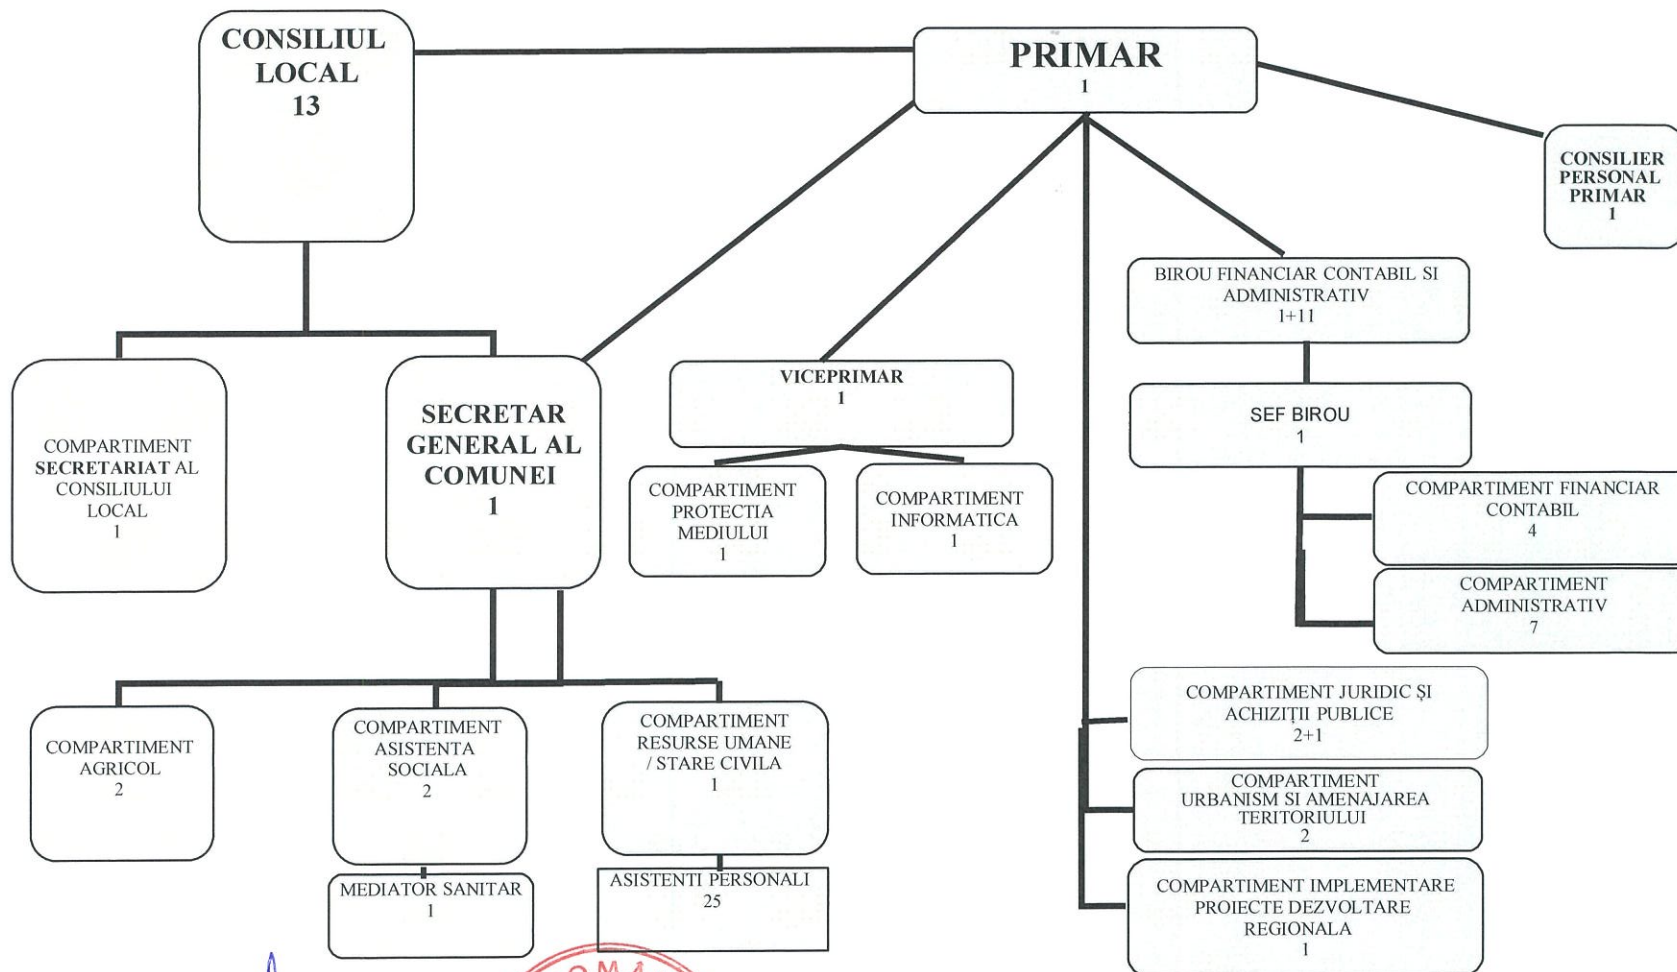 CONSILIUL
LOCAL
13
PRIMAR
1
CONSILIER
PERSONAL
PRIMAR
1
BIROU FINANCIAR CONTABIL SI
ADMINISTRATIV
1+11
COMPARTIMENT
SECRETARIAT AL
CONSILIULUI
LOCAL
1
SECRETAR
GENERAL AL
COMUNEI
1
VICEPRIMAR
1
SEF BIROU
1
COMPARTIMENT
PROTECTIA
MEDIULUI
1
COMPARTIMENT
INFORMATICA
1
COMPARTIMENT FINANCIAR
CONTABIL
4
COMPARTIMENT
ADMINISTRATIV
7
COMPARTIMENT
AGRICOL
2
COMPARTIMENT
ASISTENTA
SOCIALA
2
COMPARTIMENT
RESURSE UMANE
/ STARE CIVILA
1
MEDIATOR SANITAR
1
ASISTENTI PERSONALI
25
COMPARTIMENT JURIDIC ȘI
ACHIZIȚII PUBLICE
2+1
COMPARTIMENT
URBANISM SI AMENAJAREA
TERITORIULUI
2
COMPARTIMENT IMPLEMENTARE
PROIECTE DEZVOLTARE
REGIONALA
1